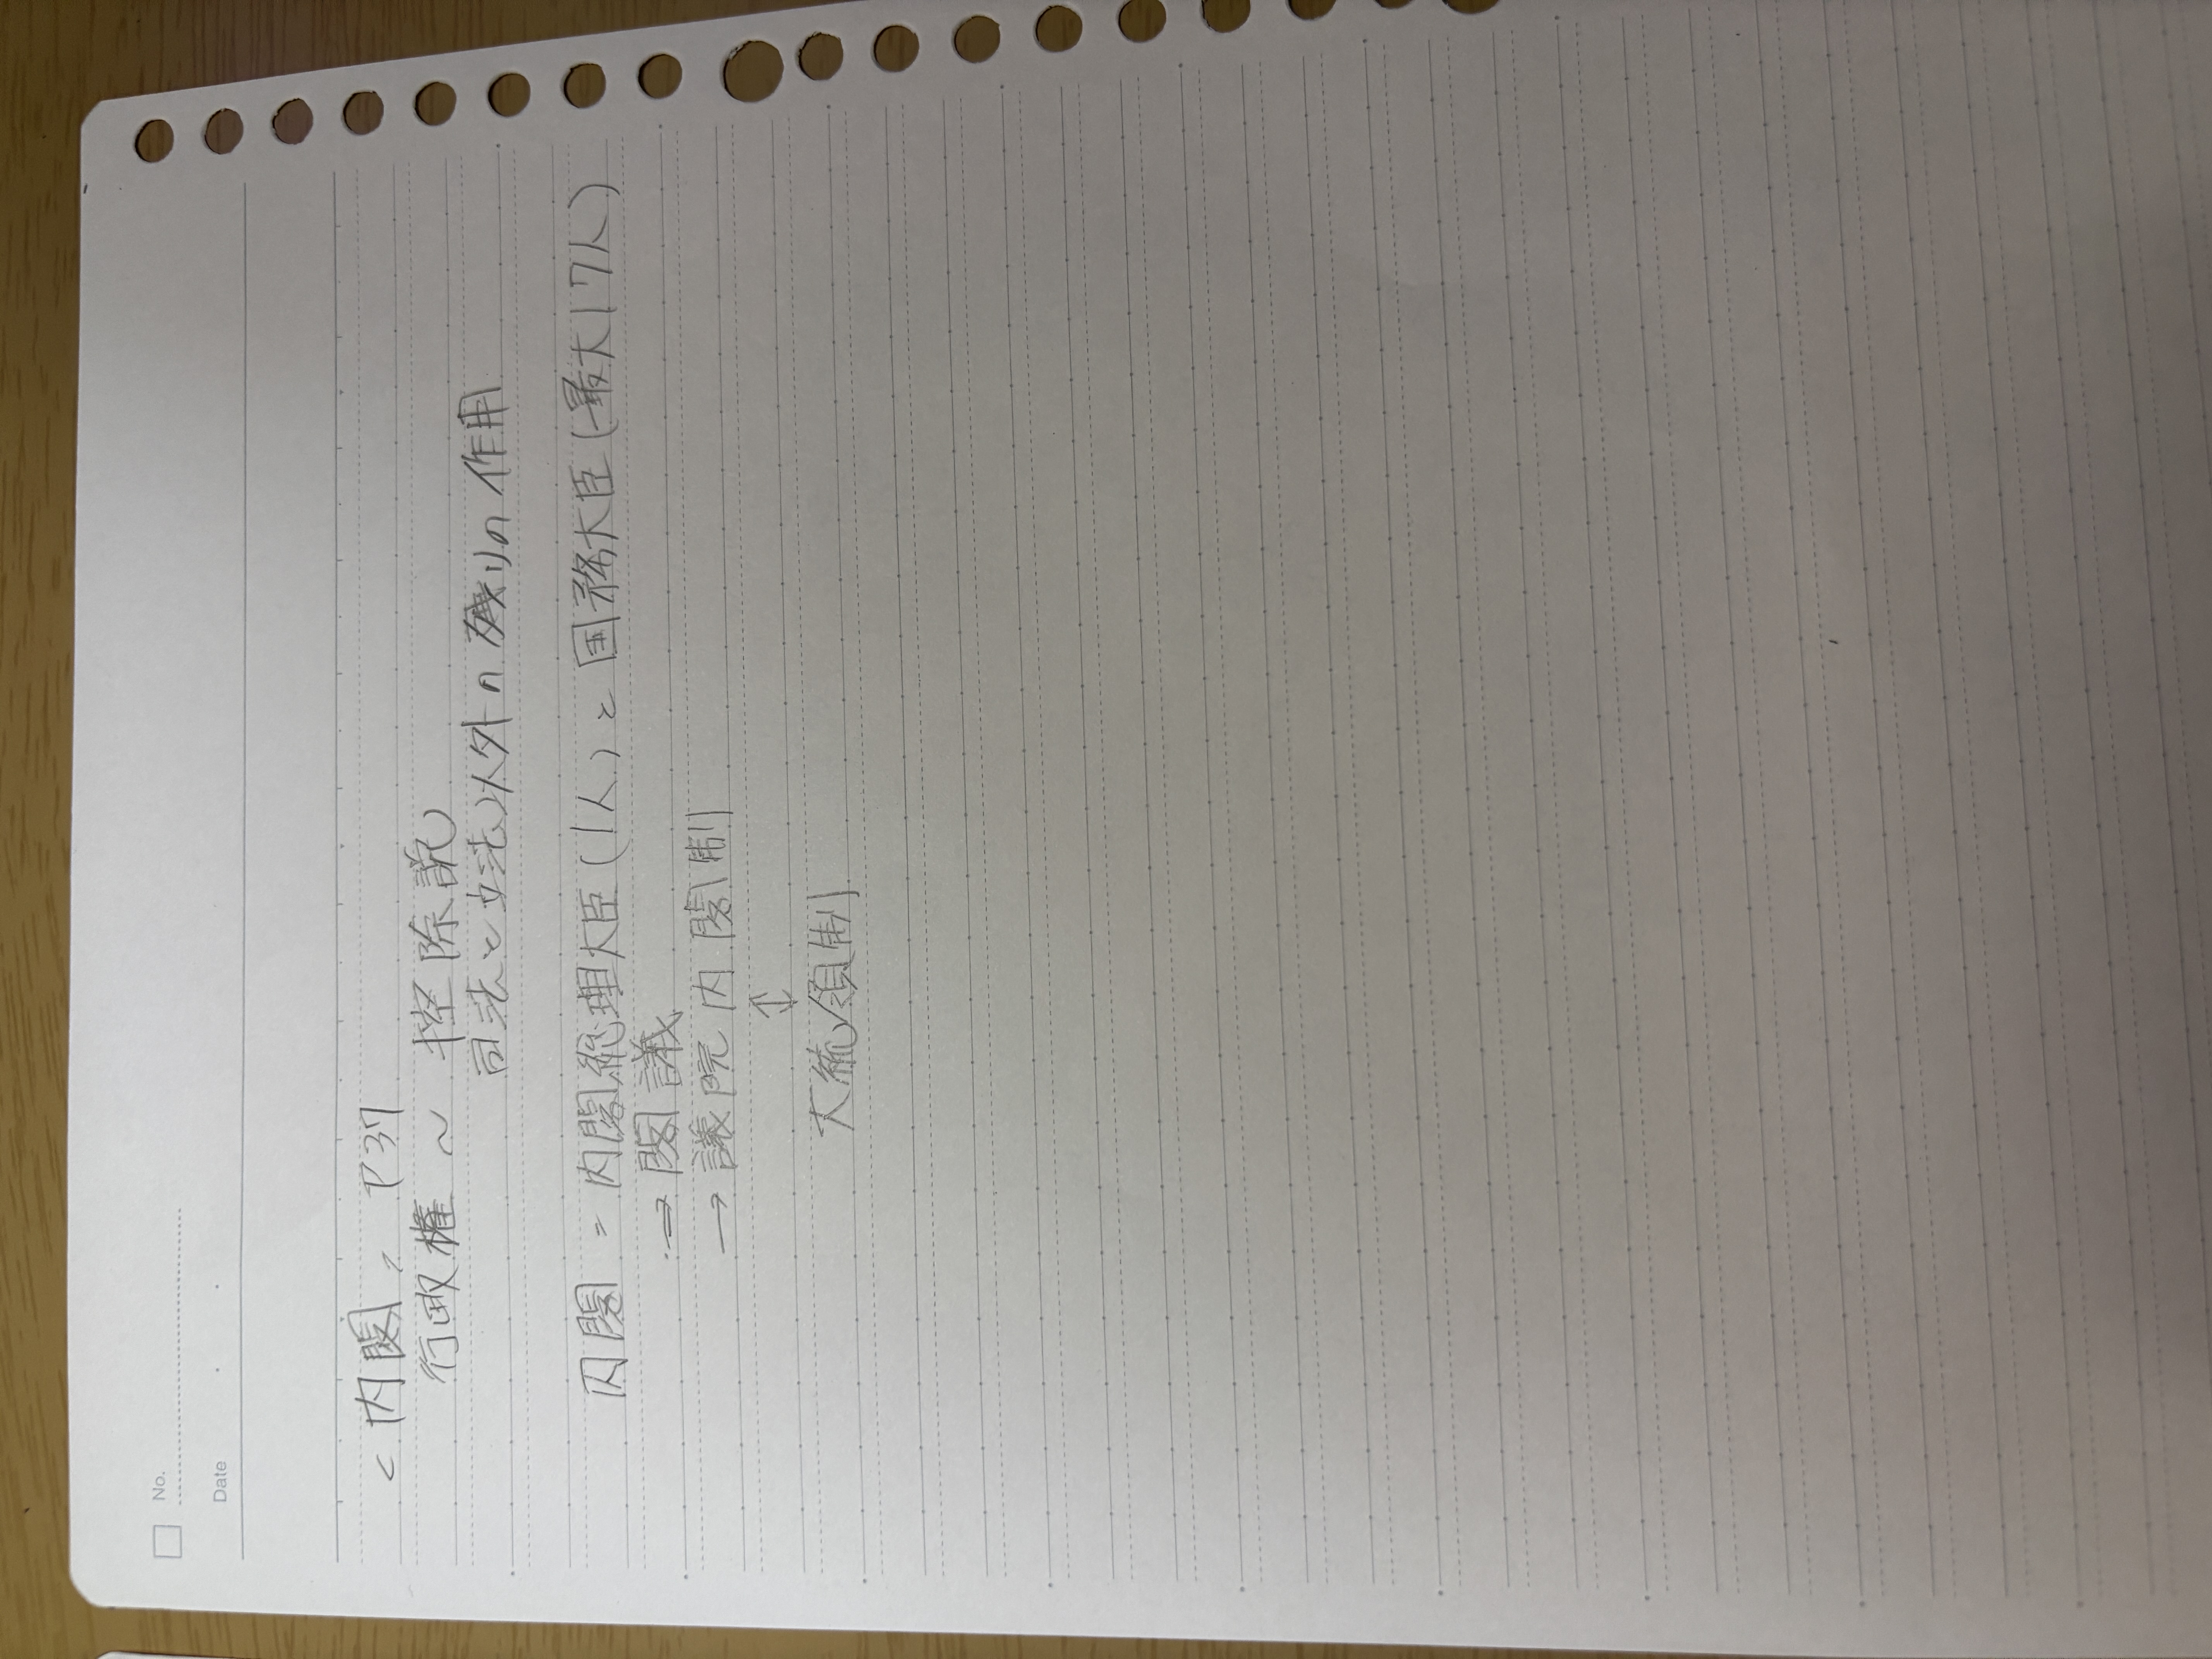 No.
Date
<内閣> P37
行政権 ~ 控除説
司法と立法以外の残りの作用
内閣 = 内閣総理大臣(1人)と国務大臣(最大17人)
→ 閣議
→ 議院内閣制
↕
大統領制